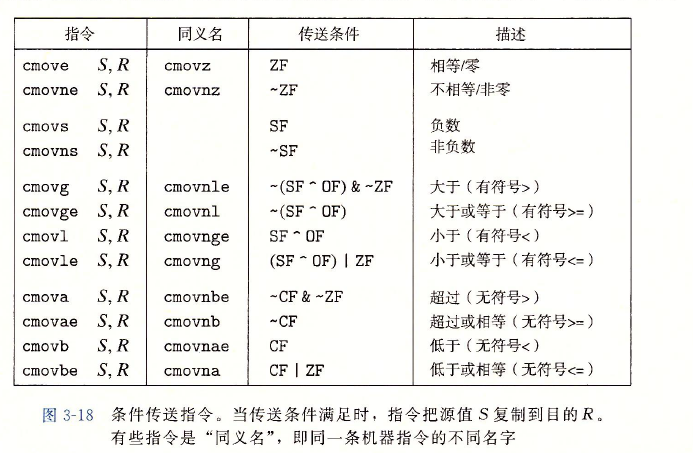 指令 同义名 传送条件 描述
cmove S, R cmovz ZF 相等/零
cmovne S, R cmovnz ~ZF 不相等/非零
cmovs S, R SF 负数
cmovns S, R ~SF 非负数
cmovg S, R cmovnle ~(SF ^ OF) & ~ZF 大于（有符号>）
cmovge S, R cmovnl ~(SF ^ OF) 大于或等于（有符号>=）
cmovl S, R cmovnge SF ^ OF 小于（有符号<）
cmovle S, R cmovng (SF ^ OF) | ZF 小于或等于（有符号<=）
cmova S, R cmovnbe ~CF & ~ZF 超过（无符号>）
cmovae S, R cmovnb ~CF 超过或相等（无符号>=）
cmovb S, R cmovnae CF 低于（无符号<）
cmovbe S, R cmovna CF | ZF 低于或相等（无符号<=）
图 3-18 条件传送指令。当传送条件满足时，指令把源值 S 复制到目的 R。
有些指令是“同义名”，即同一条机器指令的不同名字